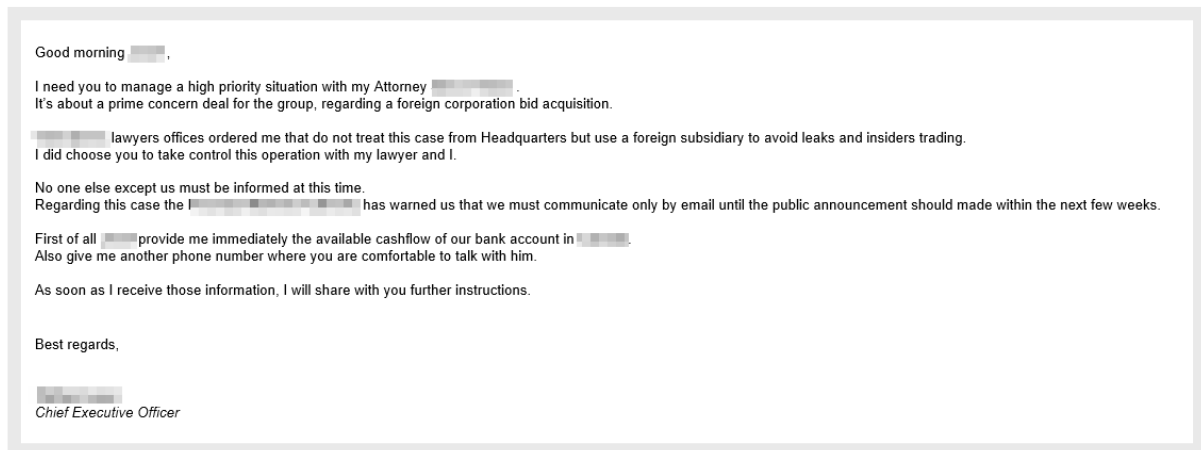 Good morning ,
I need you to manage a high priority situation with my Attorney .
It's about a prime concern deal for the group, regarding a foreign corporation bid acquisition.
lawyers offices ordered me that do not treat this case from Headquarters but use a foreign subsidiary to avoid leaks and insiders trading.
I did choose you to take control this operation with my lawyer and I.
No one else except us must be informed at this time.
Regarding this case the has warned us that we must communicate only by email until the public announcement should made within the next few weeks.
First of all provide me immediately the available cashflow of our bank account in .
Also give me another phone number where you are comfortable to talk with him.
As soon as I receive those information, I will share with you further instructions.
Best regards,
Chief Executive Officer